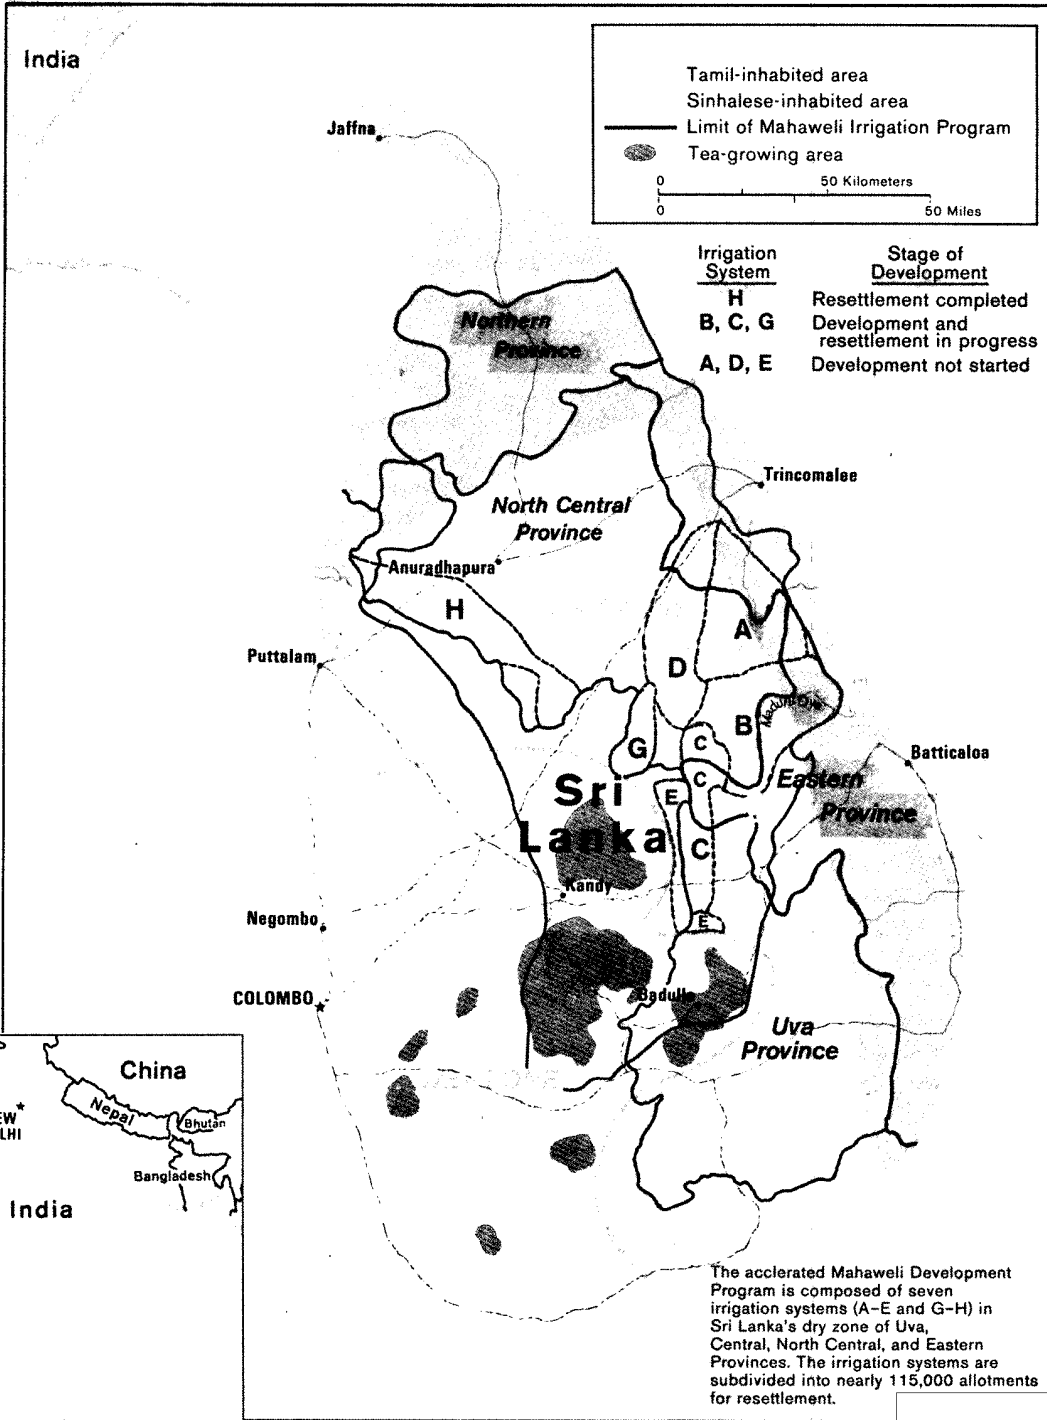 India
Tamil-inhabited area
Sinhalese-inhabited area
Limit of Mahaweli Irrigation Program
Tea-growing area
0 50 Kilometers
0 50 Miles
Irrigation System
Stage of Development
H Resettlement completed
B, C, G Development and
resettlement in progress
A, D, E Development not started
Jaffna
Northern
Province
Trincomalee
North Central
Province
Anuradhapura
H
A
Puttalam
D
Maduru Oya
B
G
C
Batticaloa
C
Eastern
Province
E
Sri
Lanka
C
Kandy
Negombo
E
COLOMBO
Badulla
Uva
Province
China
Nepal
Bhutan
Bangladesh
India
The acclerated Mahaweli Development
Program is composed of seven
irrigation systems (A-E and G-H) in
Sri Lanka's dry zone of Uva,
Central, North Central, and Eastern
Provinces. The irrigation systems are
subdivided into nearly 115,000 allotments
for resettlement.